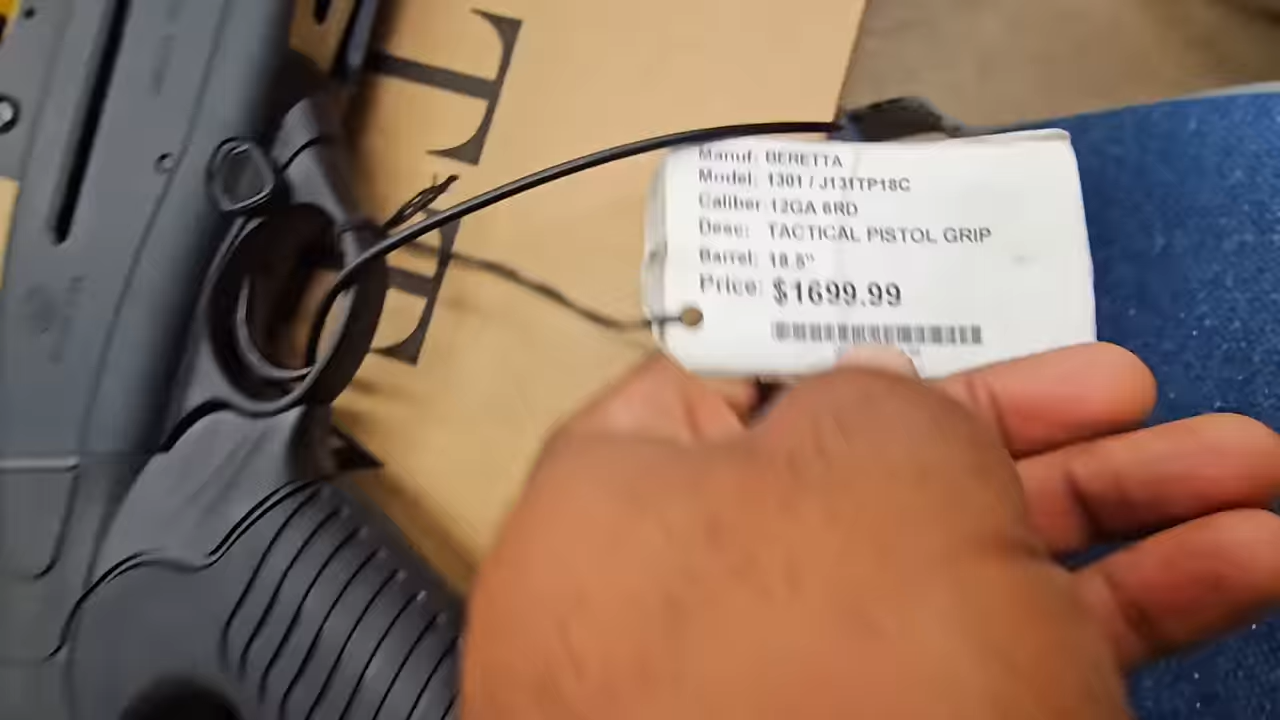 Manuf: BERETTA
Model: 1301 / J131TP18C
Caliber: 12GA 6RD
Desc: TACTICAL PISTOL GRIP
Barrel: 18.5"
Price: $1699.99